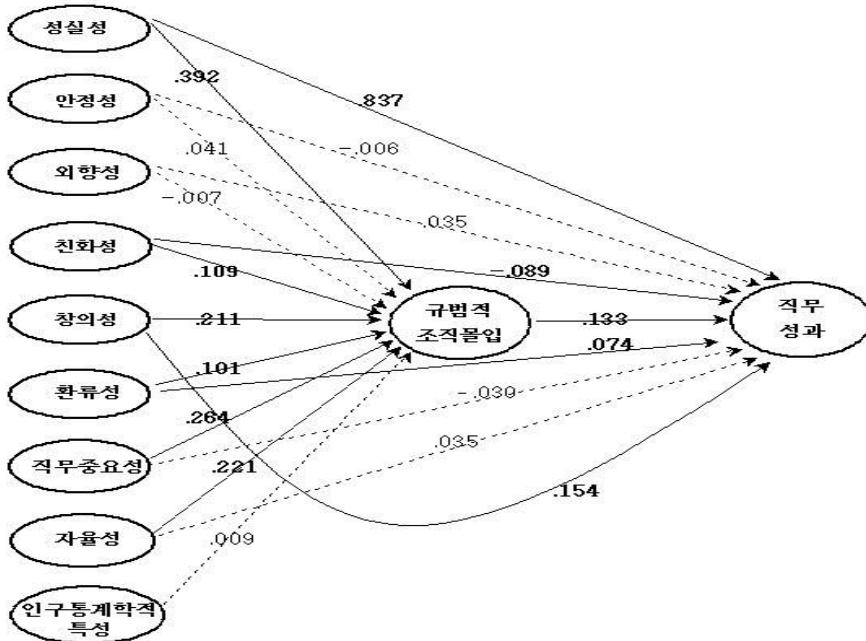 성실성
.392
.837
안정성
.041
-.006
외향성
-.007
.035
친화성
.109
-.089
창의성
.211
규범적
조직몰입
.133
직무
성과
.074
환류성
.101
-.030
.264
직무중요성
.221
.035
.154
자율성
.009
인구통계학적
특성